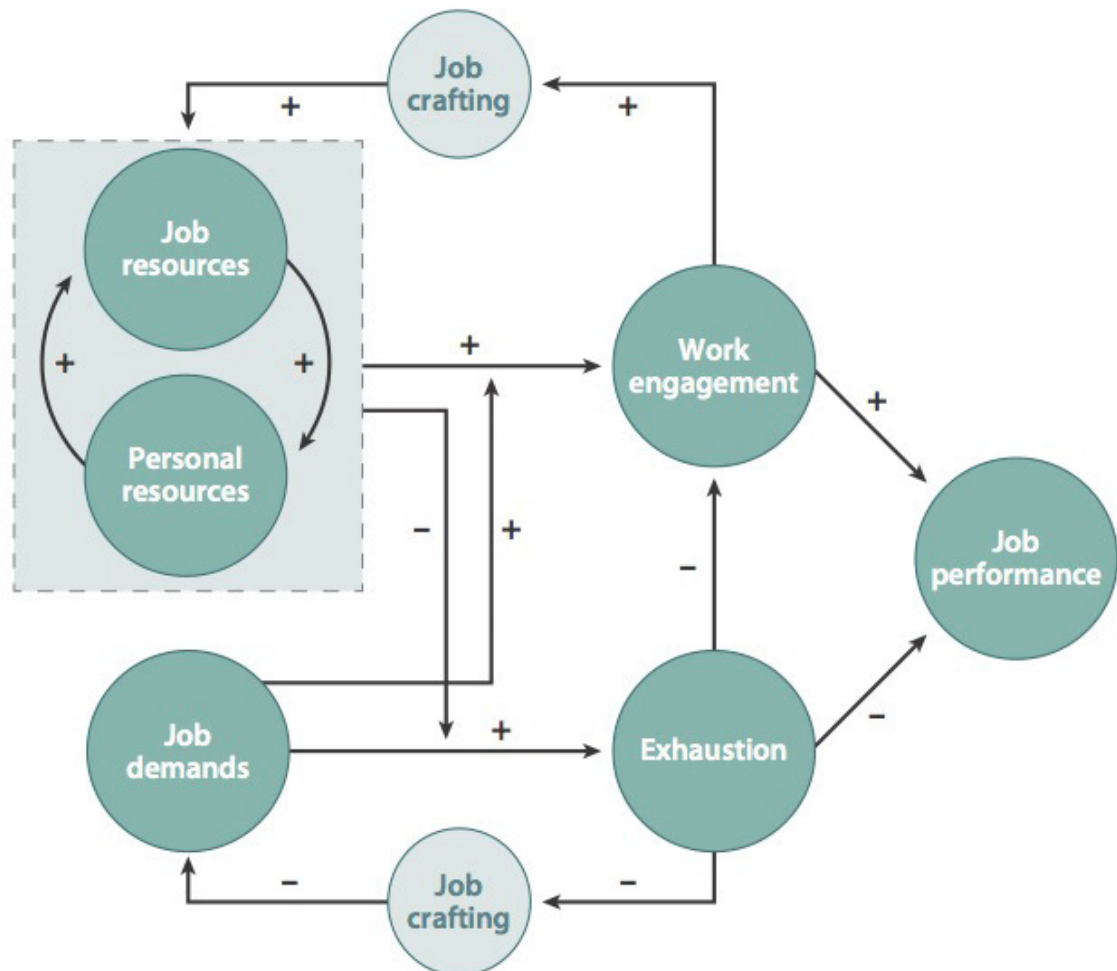 Job
crafting
+
+
Job
resources
+
+
Personal
resources
+
Work
engagement
+
–
+
–
Job
performance
Job
demands
+
Exhaustion
–
–
Job
crafting
–